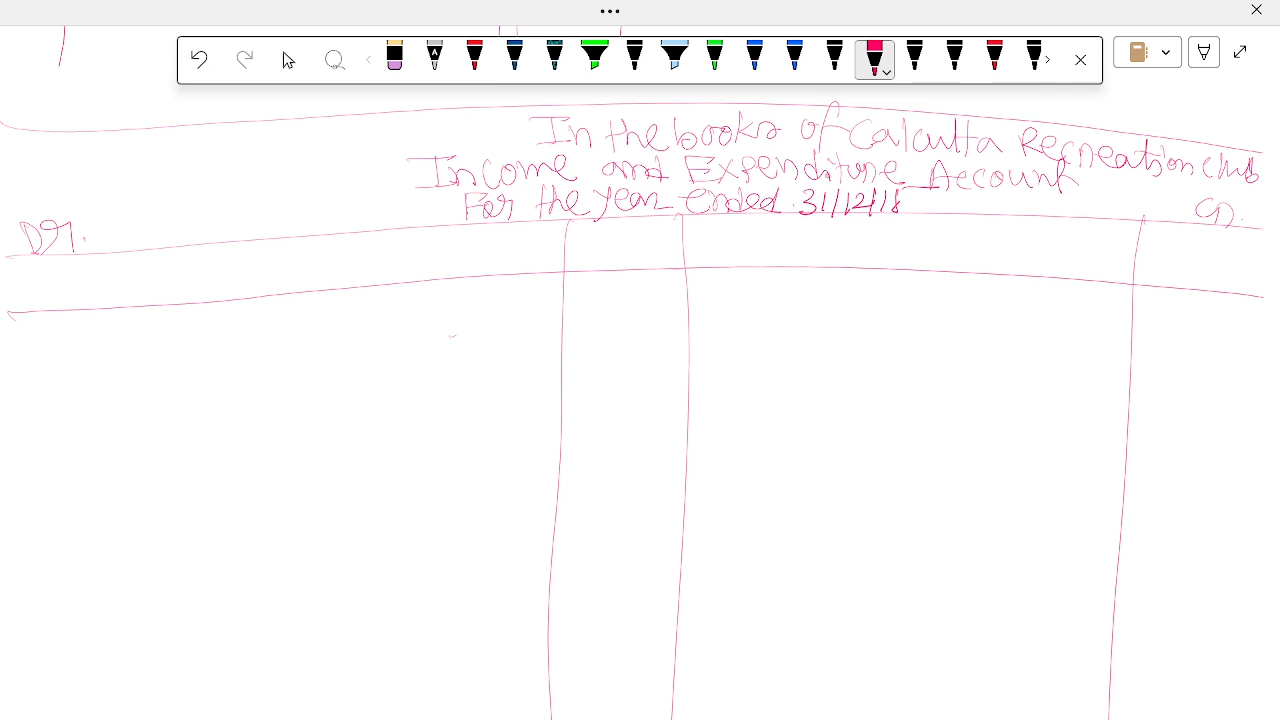 In the books of Calcutta Recreation Club
Income and Expenditure Account
For the year ended 31/12/18
Dr.
Cr.